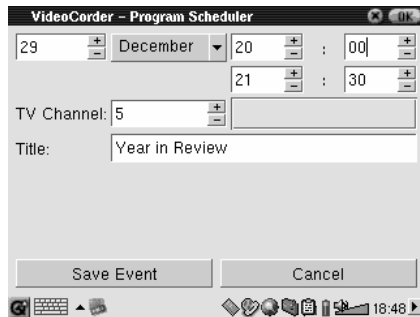 VideoCorder – Program Scheduler OK
29 December 20 : 00
21 : 30
TV Channel: 5
Title: Year in Review
Save Event Cancel
18:48